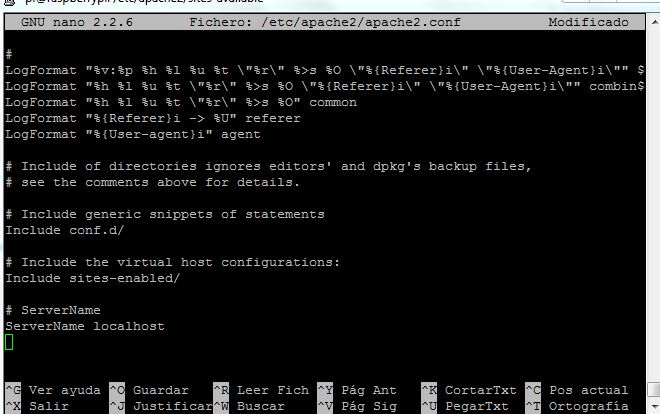 pi@raspberrypi: /etc/apache2/sites-available
GNU nano 2.2.6 Fichero: /etc/apache2/apache2.conf Modificado
#
LogFormat "%v:%p %h %l %u %t \"%r\" %>s %O \"%{Referer}i\" \"%{User-Agent}i\"" $
LogFormat "%h %l %u %t \"%r\" %>s %O \"%{Referer}i\" \"%{User-Agent}i\"" combin$
LogFormat "%h %l %u %t \"%r\" %>s %O" common
LogFormat "%{Referer}i -> %U" referer
LogFormat "%{User-agent}i" agent
# Include of directories ignores editors' and dpkg's backup files,
# see the comments above for details.
# Include generic snippets of statements
Include conf.d/
# Include the virtual host configurations:
Include sites-enabled/
# ServerName
ServerName localhost
^G Ver ayuda ^O Guardar ^R Leer Fich ^Y Pág Ant ^K CortarTxt ^C Pos actual
^X Salir ^J Justificar ^W Buscar ^V Pág Sig ^U PegarTxt ^T Ortografía